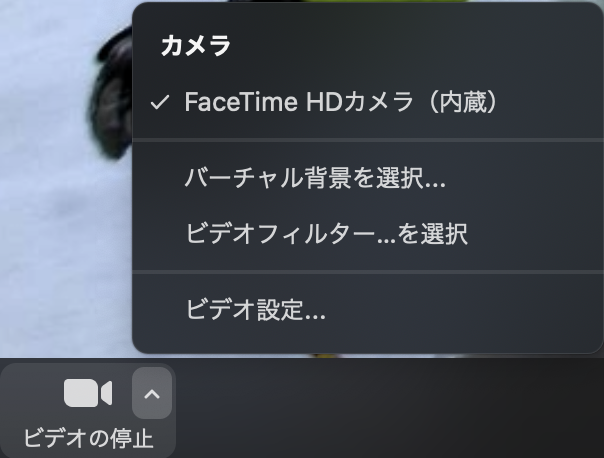 カメラ
FaceTime HDカメラ（内蔵）
バーチャル背景を選択...
ビデオフィルター...を選択
ビデオ設定...
ビデオの停止